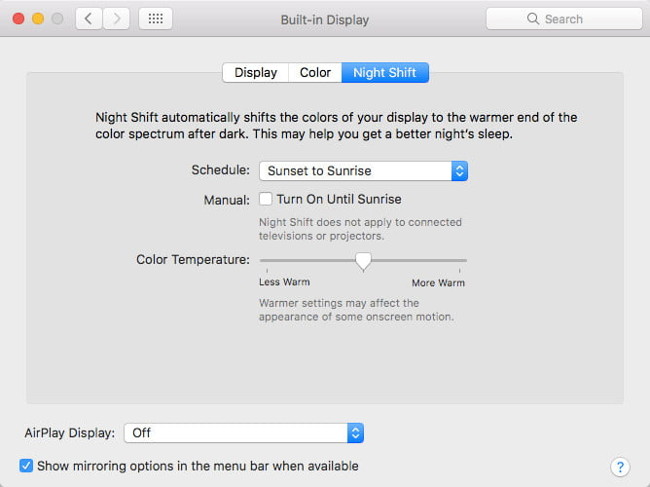 Built-in Display
Search
Display Color Night Shift
Night Shift automatically shifts the colors of your display to the warmer end of the
color spectrum after dark. This may help you get a better night's sleep.
Schedule: Sunset to Sunrise
Manual: Turn On Until Sunrise
Night Shift does not apply to connected
televisions or projectors.
Color Temperature:
Less Warm More Warm
Warmer settings may affect the
appearance of some onscreen motion.
AirPlay Display: Off
Show mirroring options in the menu bar when available
?